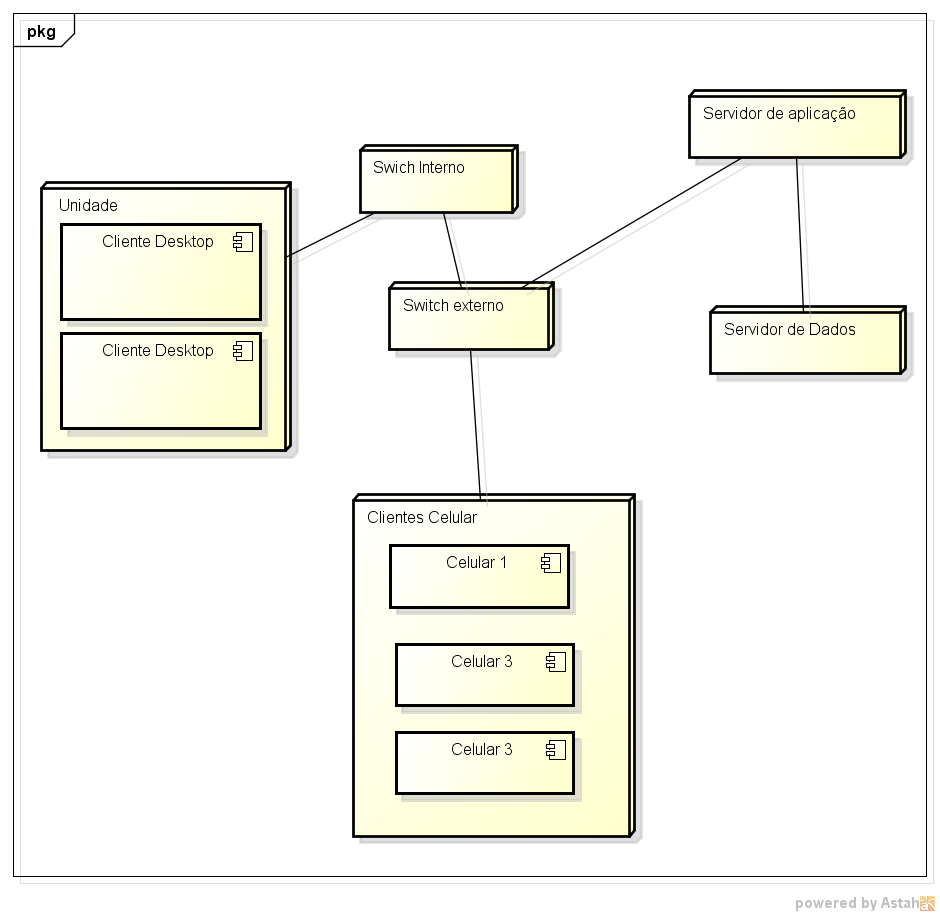 pkg
Servidor de aplicação
Swich Interno
Unidade
Cliente Desktop
Cliente Desktop
Switch externo
Servidor de Dados
Clientes Celular
Celular 1
Celular 3
Celular 3
powered by Astah